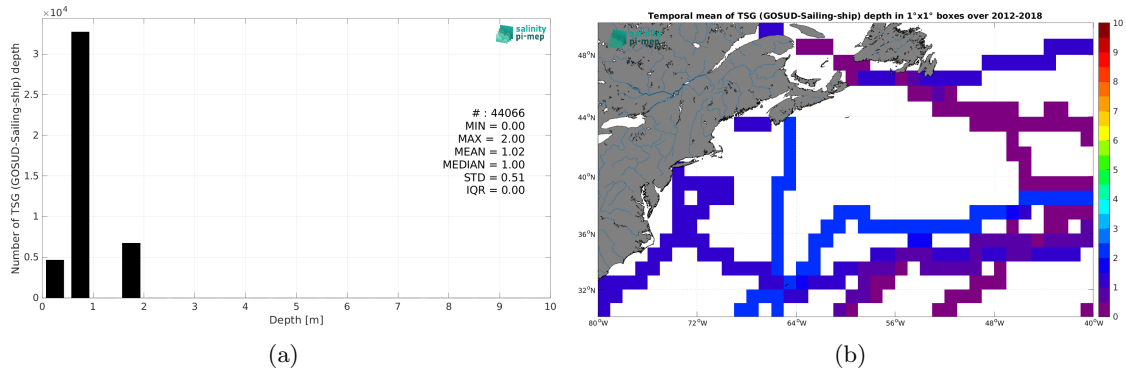 Number of TSG (GOSUD-Sailing-ship) depth
×10⁴
3.5
3
2.5
2
1.5
1
0.5
0
0 1 2 3 4 5 6 7 8 9 10
Depth [m]
salinity
pi-mep
# : 44066
MIN = 0.00
MAX = 2.00
MEAN = 1.02
MEDIAN = 1.00
STD = 0.51
IQR = 0.00
(a)
Temporal mean of TSG (GOSUD-Sailing-ship) depth in 1°x1° boxes over 2012-2018
salinity
pi-mep
48°N
44°N
40°N
36°N
32°N
80°W 72°W 64°W 56°W 48°W 40°W
10
9
8
7
6
5
4
3
2
1
0
(b)